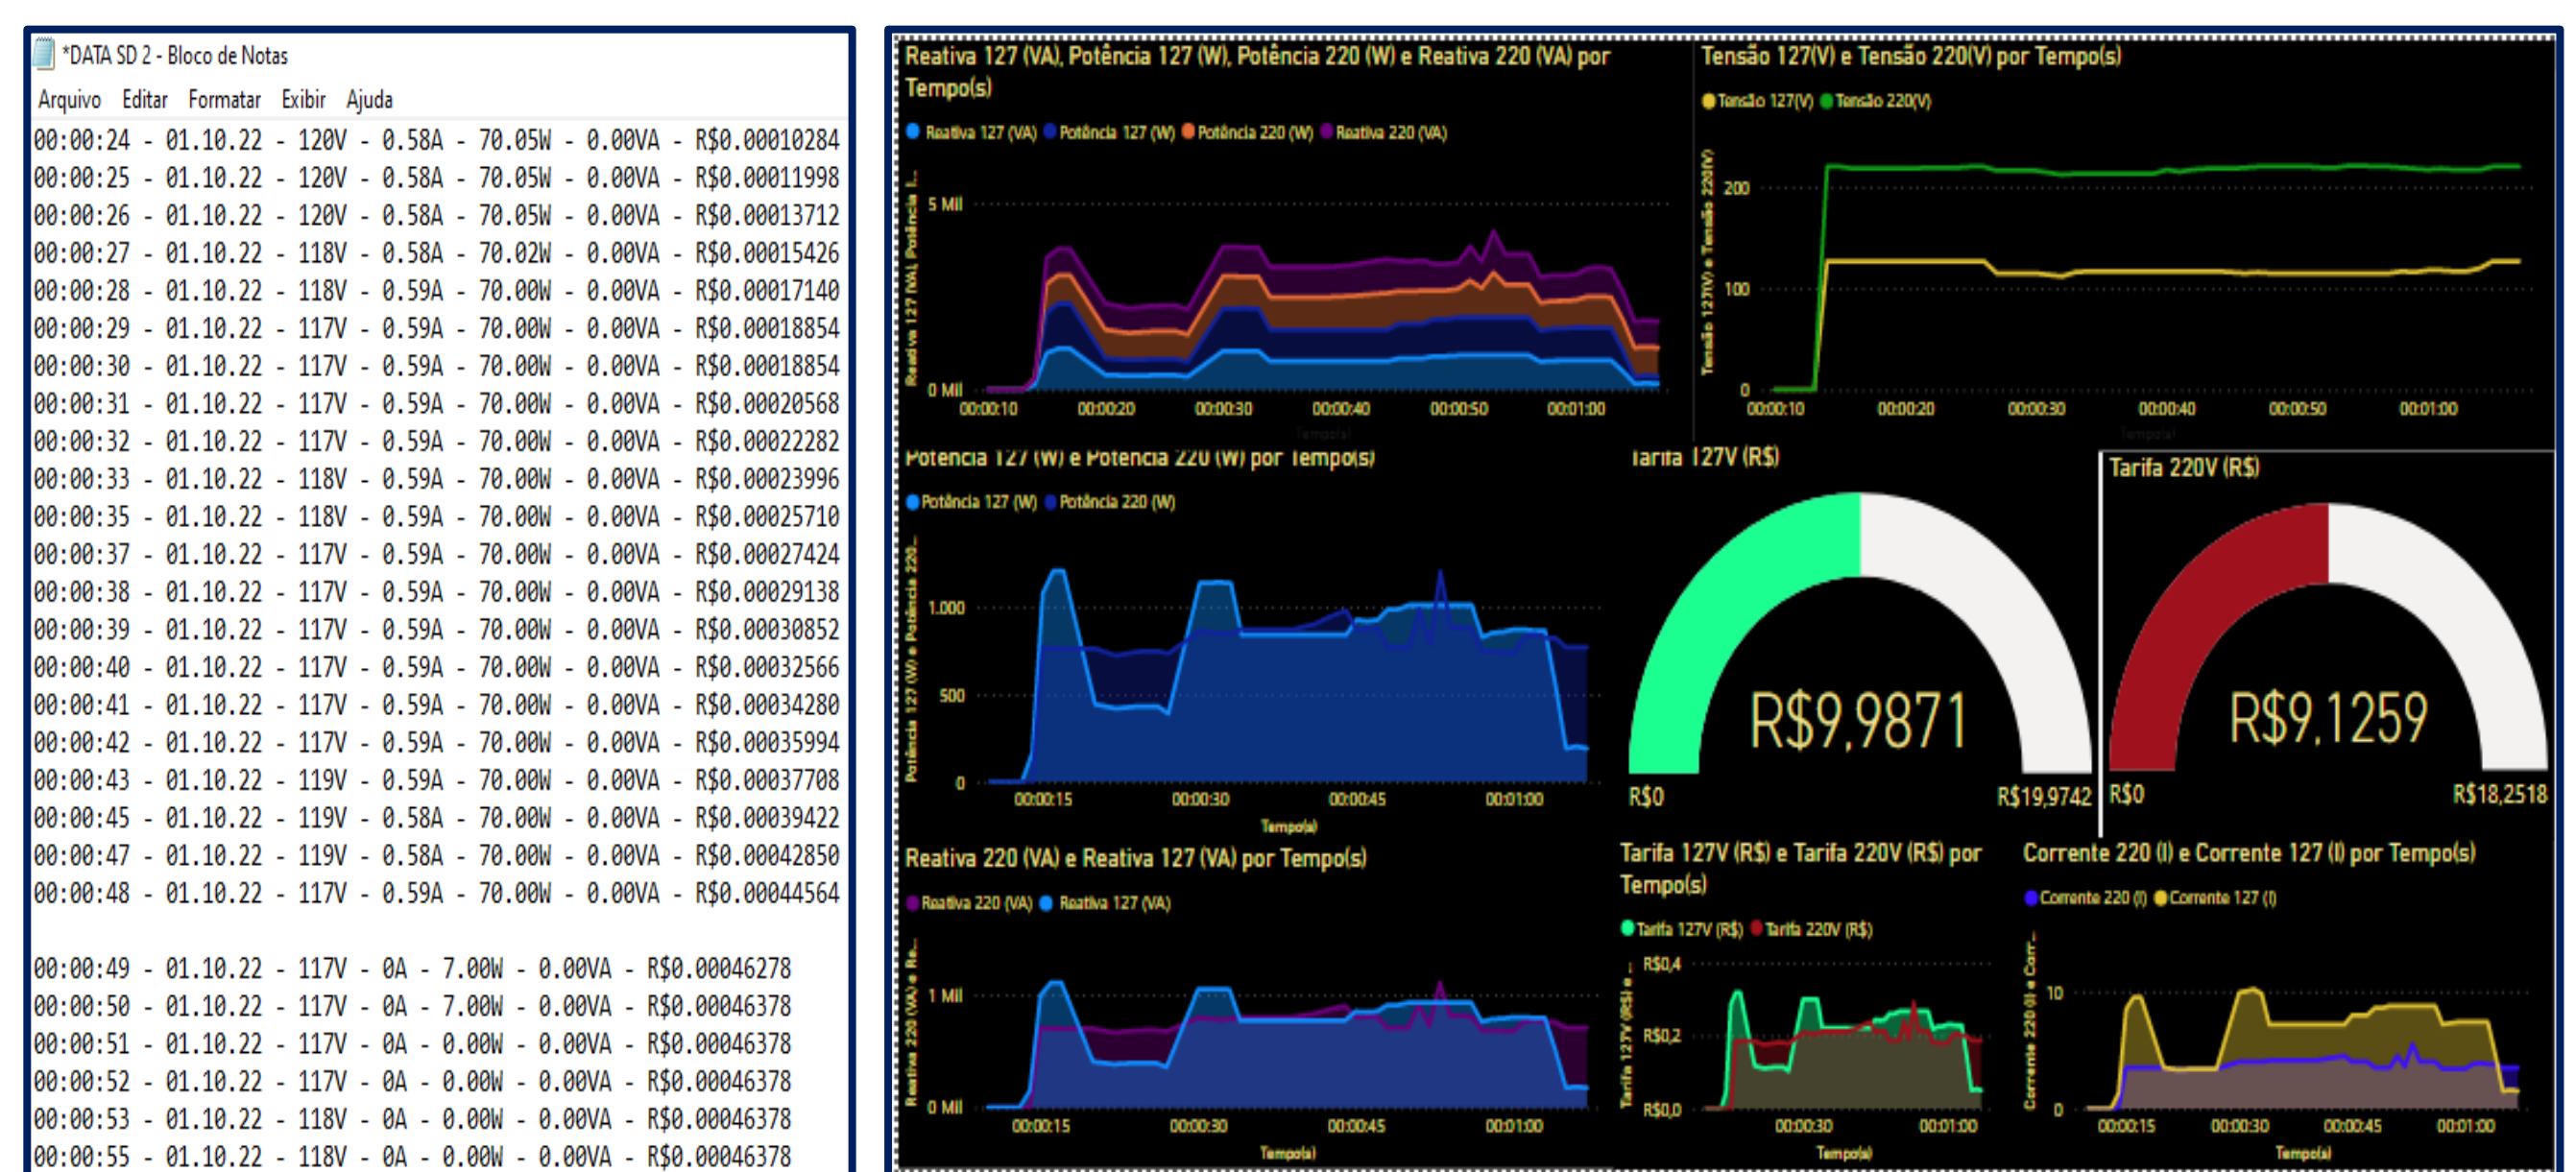 *DATA SD 2 - Bloco de Notas
Arquivo Editar Formatar Exibir Ajuda
00:00:24 - 01.10.22 - 120V - 0.58A - 70.05W - 0.00VA - R$0.00010284
00:00:25 - 01.10.22 - 120V - 0.58A - 70.05W - 0.00VA - R$0.00011998
00:00:26 - 01.10.22 - 120V - 0.58A - 70.05W - 0.00VA - R$0.00013712
00:00:27 - 01.10.22 - 118V - 0.58A - 70.02W - 0.00VA - R$0.00015426
00:00:28 - 01.10.22 - 118V - 0.59A - 70.00W - 0.00VA - R$0.00017140
00:00:29 - 01.10.22 - 117V - 0.59A - 70.00W - 0.00VA - R$0.00018854
00:00:30 - 01.10.22 - 117V - 0.59A - 70.00W - 0.00VA - R$0.00018854
00:00:31 - 01.10.22 - 117V - 0.59A - 70.00W - 0.00VA - R$0.00020568
00:00:32 - 01.10.22 - 117V - 0.59A - 70.00W - 0.00VA - R$0.00022282
00:00:33 - 01.10.22 - 118V - 0.59A - 70.00W - 0.00VA - R$0.00023996
00:00:35 - 01.10.22 - 118V - 0.59A - 70.00W - 0.00VA - R$0.00025710
00:00:37 - 01.10.22 - 117V - 0.59A - 70.00W - 0.00VA - R$0.00027424
00:00:38 - 01.10.22 - 117V - 0.59A - 70.00W - 0.00VA - R$0.00029138
00:00:39 - 01.10.22 - 117V - 0.59A - 70.00W - 0.00VA - R$0.00030852
00:00:40 - 01.10.22 - 117V - 0.59A - 70.00W - 0.00VA - R$0.00032566
00:00:41 - 01.10.22 - 117V - 0.59A - 70.00W - 0.00VA - R$0.00034280
00:00:42 - 01.10.22 - 117V - 0.59A - 70.00W - 0.00VA - R$0.00035994
00:00:43 - 01.10.22 - 119V - 0.59A - 70.00W - 0.00VA - R$0.00037708
00:00:45 - 01.10.22 - 119V - 0.58A - 70.00W - 0.00VA - R$0.00039422
00:00:47 - 01.10.22 - 119V - 0.58A - 70.00W - 0.00VA - R$0.00042850
00:00:48 - 01.10.22 - 117V - 0.59A - 70.00W - 0.00VA - R$0.00044564
00:00:49 - 01.10.22 - 117V - 0A - 7.00W - 0.00VA - R$0.00046278
00:00:50 - 01.10.22 - 117V - 0A - 7.00W - 0.00VA - R$0.00046378
00:00:51 - 01.10.22 - 117V - 0A - 0.00W - 0.00VA - R$0.00046378
00:00:52 - 01.10.22 - 117V - 0A - 0.00W - 0.00VA - R$0.00046378
00:00:53 - 01.10.22 - 118V - 0A - 0.00W - 0.00VA - R$0.00046378
00:00:55 - 01.10.22 - 118V - 0A - 0.00W - 0.00VA - R$0.00046378
Reativa 127 (VA), Potência 127 (W), Potência 220 (W) e Reativa 220 (VA) por
Tempo(s)
Reativa 127 (VA) Potência 127 (W) Potência 220 (W) Reativa 220 (VA)
Reativa 127 (VA), Potência 1...
5 Mil
0 Mil
00:00:10 00:00:20 00:00:30 00:00:40 00:00:50 00:01:00
Tempo(s)
Tensão 127(V) e Tensão 220(V) por Tempo(s)
Tensão 127(V) Tensão 220(V)
Tensão 127(V) e Tensão 220(V)
200
100
0
00:00:10 00:00:20 00:00:30 00:00:40 00:00:50 00:01:00
Tempo(s)
Potência 127 (W) e Potência 220 (W) por Tempo(s)
Potência 127 (W) Potência 220 (W)
Potência 127 (W) e Potência 220...
1.000
500
0
00:00:15 00:00:30 00:00:45 00:01:00
Tempo(s)
Tarifa 127V (R$)
R$9,9871
R$0 R$19,9742
Tarifa 220V (R$)
R$9,1259
R$0 R$18,2518
Reativa 220 (VA) e Reativa 127 (VA) por Tempo(s)
Reativa 220 (VA) Reativa 127 (VA)
Reativa 220 (VA) e Re...
1 Mil
0 Mil
00:00:15 00:00:30 00:00:45 00:01:00
Tempo(s)
Tarifa 127V (R$) e Tarifa 220V (R$) por
Tempo(s)
Tarifa 127V (R$) Tarifa 220V (R$)
Tarifa 127V (R$) e ...
R$0,4
R$0,2
R$0,0
00:00:30 00:01:00
Tempo(s)
Corrente 220 (I) e Corrente 127 (I) por Tempo(s)
Corrente 220 (I) Corrente 127 (I)
Corrente 220 (I) e Corr...
10
0
00:00:15 00:00:30 00:00:45 00:01:00
Tempo(s)